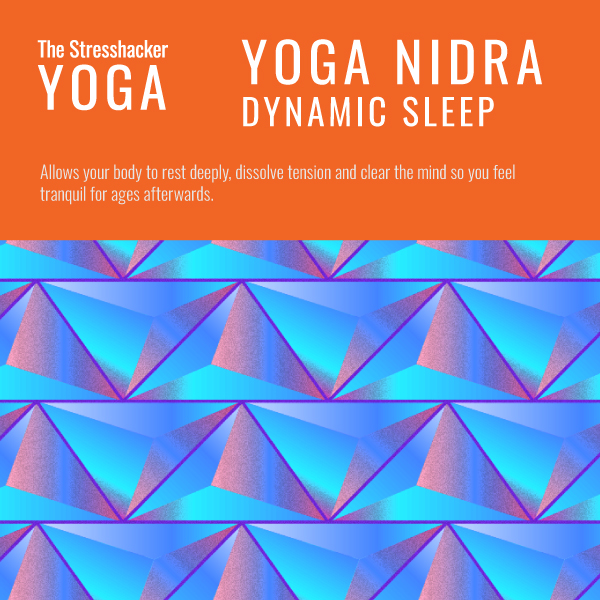 The Stresshacker
YOGA
YOGA NIDRA
DYNAMIC SLEEP
Allows your body to rest deeply, dissolve tension and clear the mind so you feel
tranquil for ages afterwards.